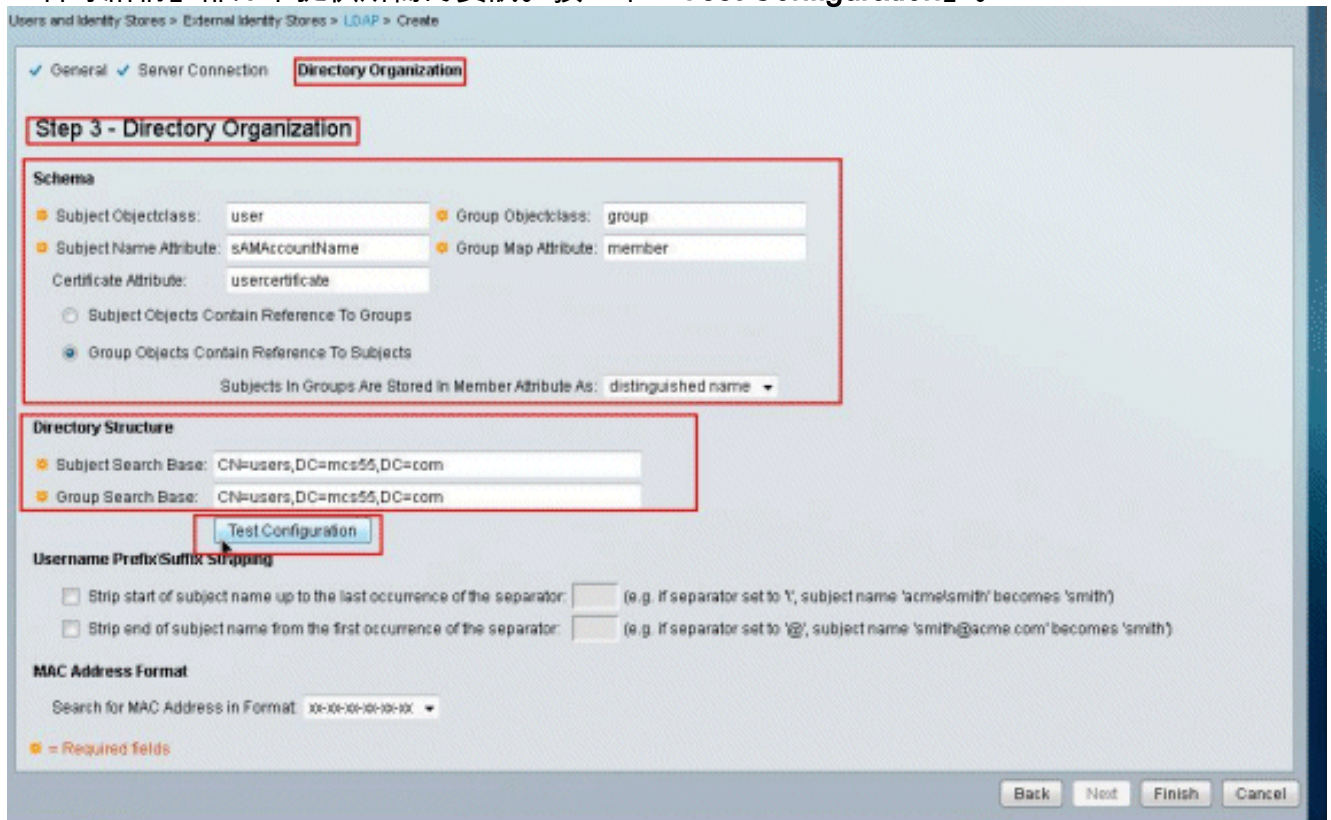 Test Configuration」。
Users and Identity Stores > External Identity Stores > LDAP > Create
General Server Connection Directory Organization
Step 3 - Directory Organization
Schema
Subject Objectclass: user Group Objectclass: group
Subject Name Attribute: sAMAccountName Group Map Attribute: member
Certificate Attribute: usercertificate
Subject Objects Contain Reference To Groups
Group Objects Contain Reference To Subjects
Subjects In Groups Are Stored In Member Attribute As: distinguished name
Directory Structure
Subject Search Base: CN=users,DC=mcs55,DC=com
Group Search Base: CN=users,DC=mcs55,DC=com
Test Configuration
Username Prefix\Suffix Stripping
Strip start of subject name up to the last occurrence of the separator: (e.g. if separator set to '\', subject name 'acme\smith' becomes 'smith')
Strip end of subject name from the first occurrence of the separator: (e.g. if separator set to '@', subject name 'smith@acme.com' becomes 'smith')
MAC Address Format
Search for MAC Address in Format xx-xx-xx-xx-xx-xx
= Required fields
Back Next Finish Cancel